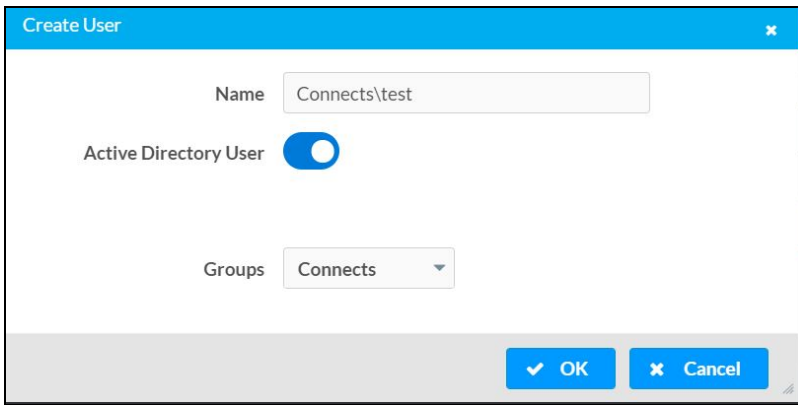 Create User
Name Connects\test
Active Directory User
Groups Connects
OK Cancel